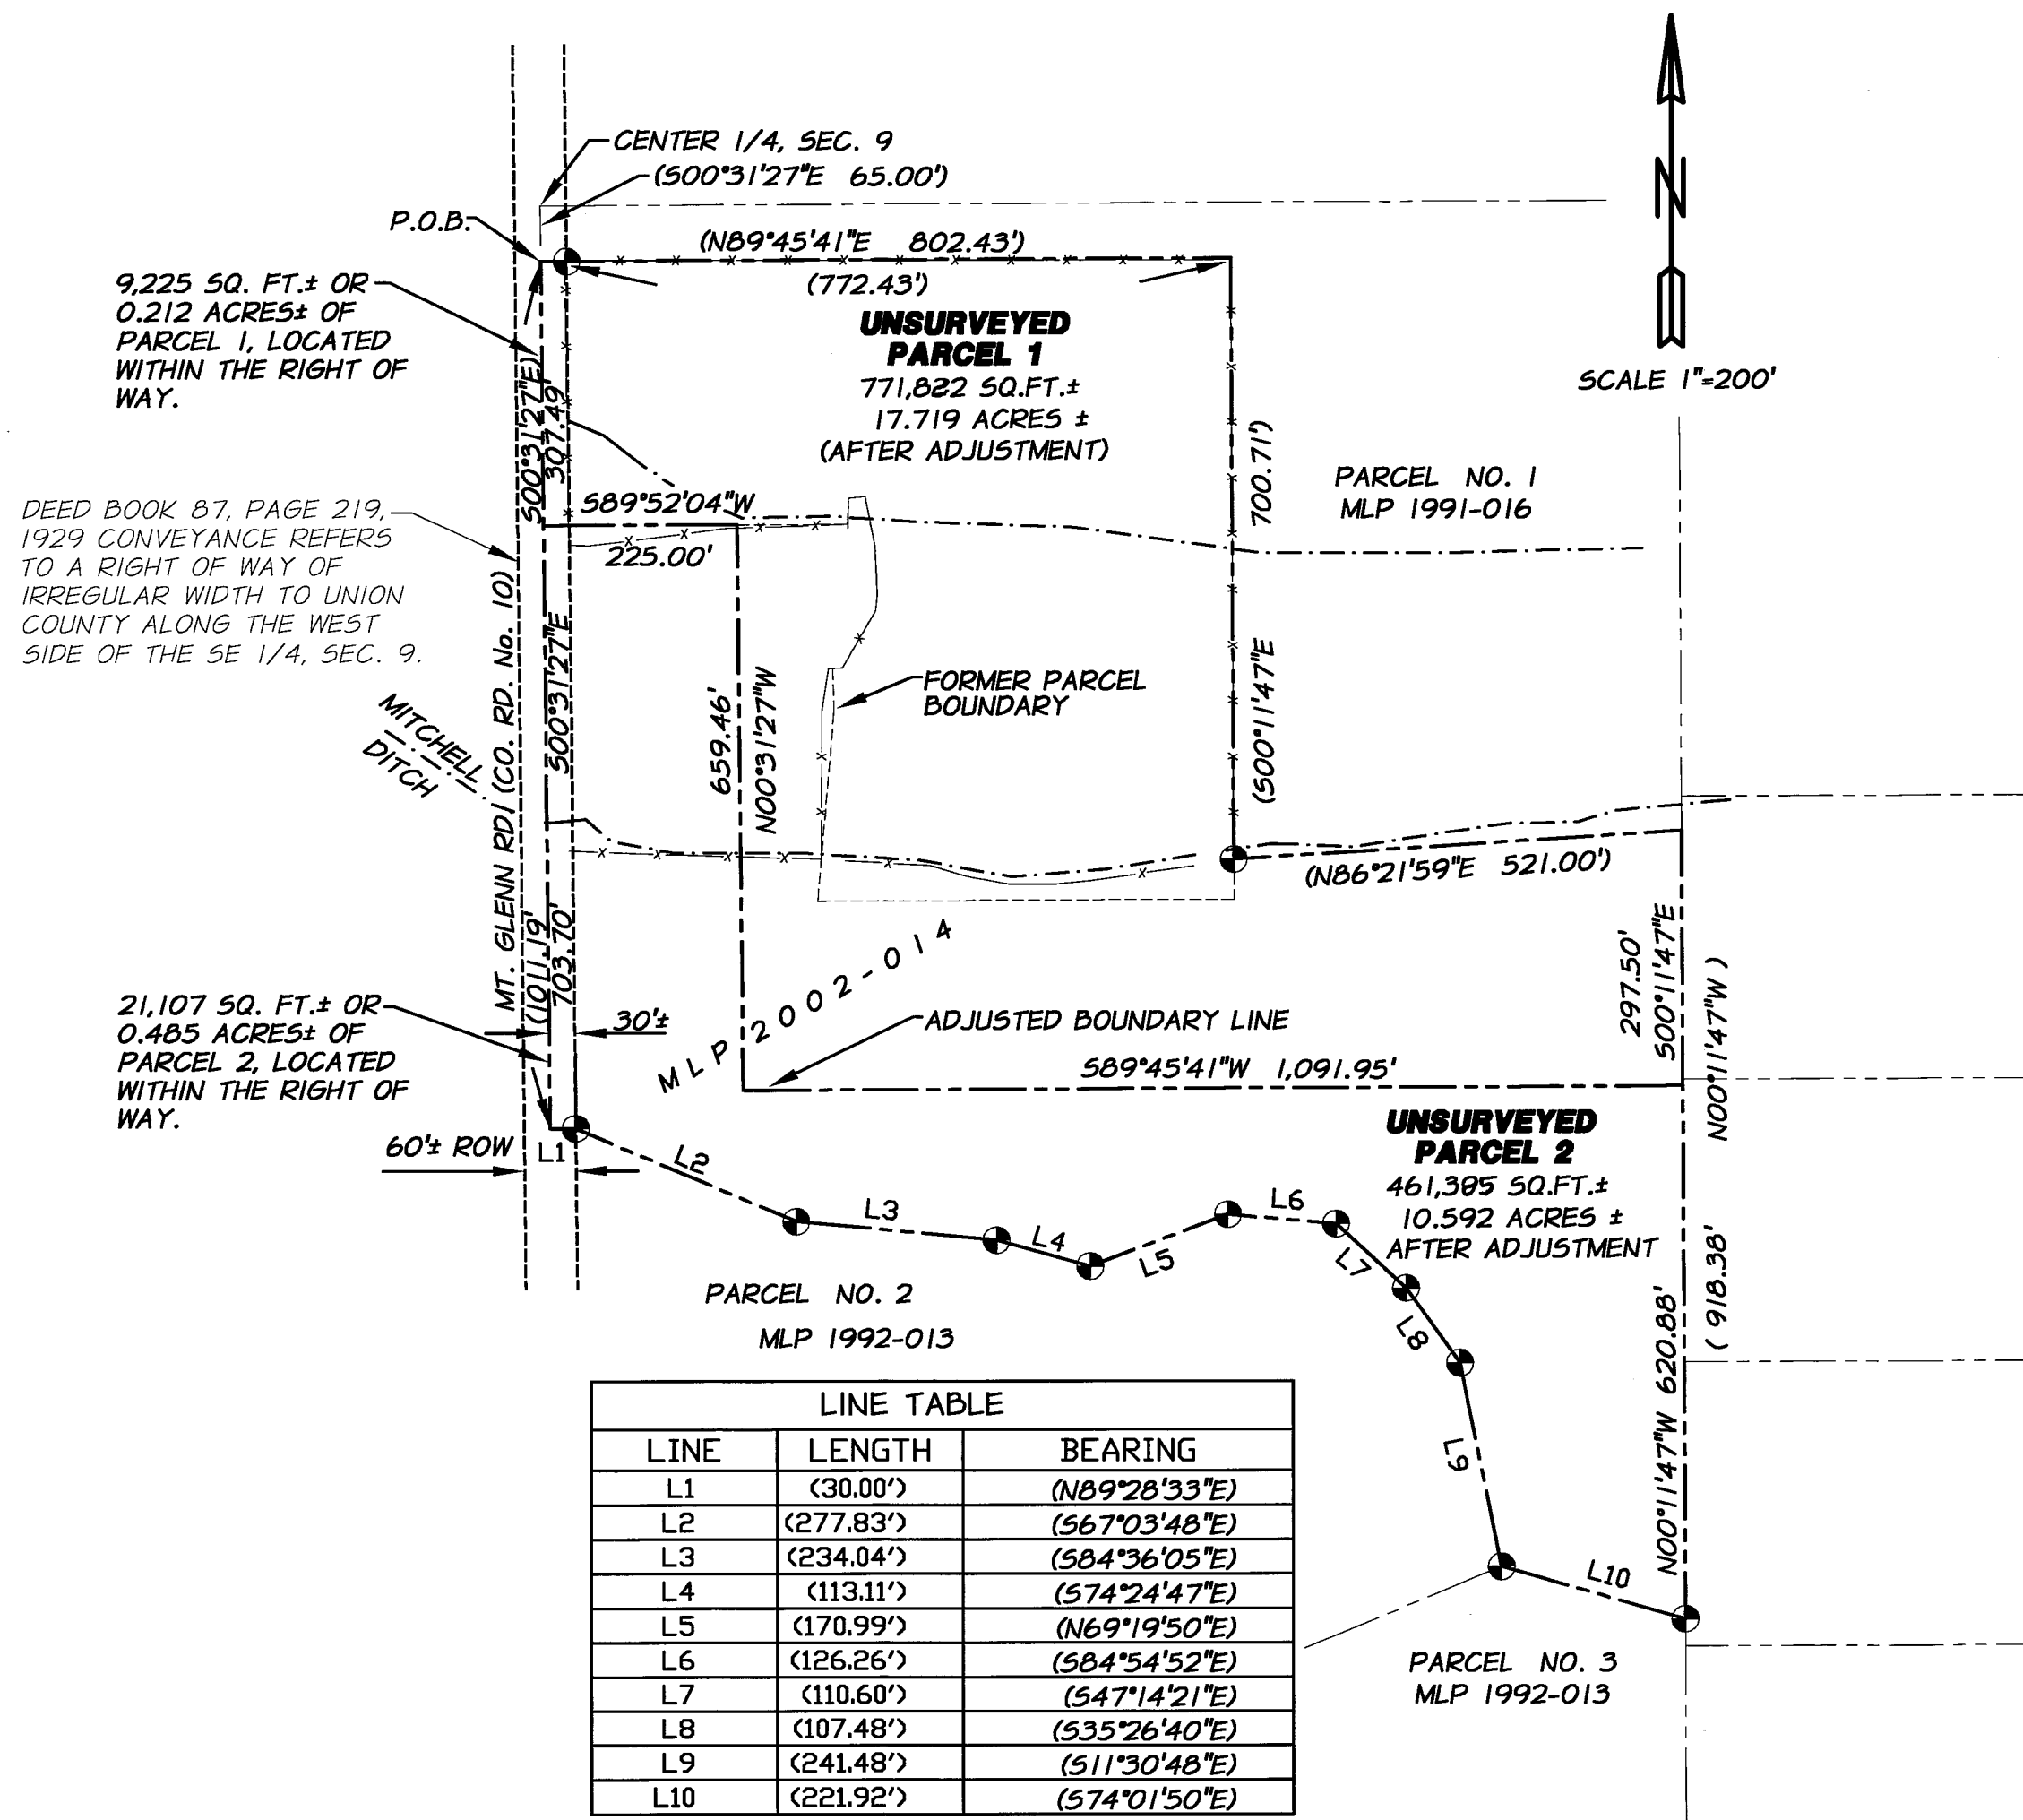 CENTER 1/4, SEC. 9
(S00°31'27"E 65.00')
P.O.B.
(N89°45'41"E 802.43')
(772.43')
9,225 SQ. FT.± OR
0.212 ACRES± OF
PARCEL 1, LOCATED
WITHIN THE RIGHT OF
WAY.
UNSURVEYED
PARCEL 1
771,822 SQ.FT.±
17.719 ACRES ±
(AFTER ADJUSTMENT)
N
SCALE 1"=200'
S00°31'27"E)
307.49'
700.71')
(S00°11'47"E
PARCEL NO. 1
MLP 1991-016
DEED BOOK 87, PAGE 219,
1929 CONVEYANCE REFERS
TO A RIGHT OF WAY OF
IRREGULAR WIDTH TO UNION
COUNTY ALONG THE WEST
SIDE OF THE SE 1/4, SEC. 9.
S89°52'04"W
225.00'
MITCHELL
DITCH
MT. GLENN RD) (CO. RD. No. 10)
S00°31'27"E
(1011.19'
703.70'
659.46'
N00°31'27"W
FORMER PARCEL
BOUNDARY
(N86°21'59"E 521.00')
297.50'
S00°11'47"E
N00°11'47"W )
( 918.38'
MLP 2002-014
ADJUSTED BOUNDARY LINE
S89°45'41"W 1,091.95'
21,107 SQ. FT.± OR
0.485 ACRES± OF
PARCEL 2, LOCATED
WITHIN THE RIGHT OF
WAY.
30'±
60'± ROW
L1
L2
L3
L4
L5
L6
L7
L8
L9
L10
UNSURVEYED
PARCEL 2
461,385 SQ.FT.±
10.592 ACRES ±
AFTER ADJUSTMENT
N00°11'47"W 620.88'
PARCEL NO. 2
MLP 1992-013
PARCEL NO. 3
MLP 1992-013
LINE TABLE
LINE LENGTH BEARING
L1 (30.00') (N89°28'33"E)
L2 (277.83') (S67°03'48"E)
L3 (234.04') (S84°36'05"E)
L4 (113.11') (S74°24'47"E)
L5 (170.99') (N69°19'50"E)
L6 (126.26') (S84°54'52"E)
L7 (110.60') (S47°14'21"E)
L8 (107.48') (S35°26'40"E)
L9 (241.48') (S11°30'48"E)
L10 (221.92') (S74°01'50"E)